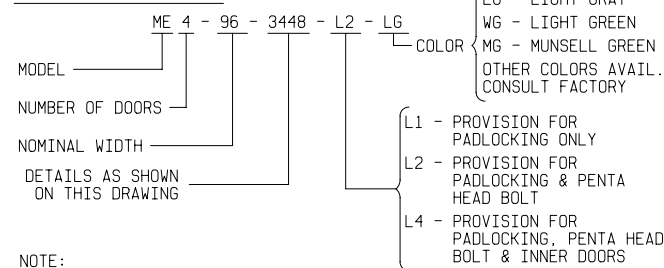 LG - LIGHT GRAY
ME 4 - 96 - 3448 - L2 - LG
WG - LIGHT GREEN
COLOR
MG - MUNSELL GREEN
OTHER COLORS AVAIL.
CONSULT FACTORY
MODEL
NUMBER OF DOORS
NOMINAL WIDTH
DETAILS AS SHOWN
ON THIS DRAWING
L1 - PROVISION FOR
PADLOCKING ONLY
L2 - PROVISION FOR
PADLOCKING & PENTA
HEAD BOLT
L4 - PROVISION FOR
PADLOCKING, PENTA HEAD
BOLT & INNER DOORS
NOTE: